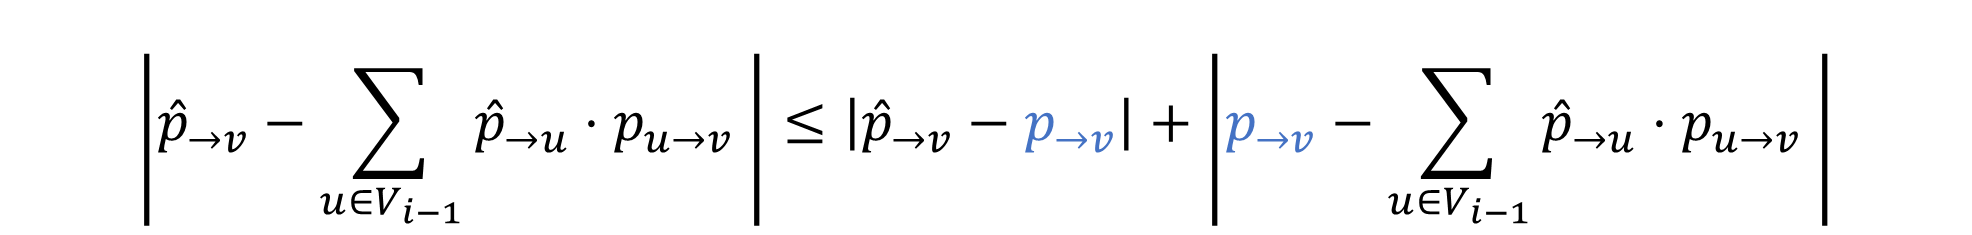 |p̂→v − ∑u∈Vi−1 p̂→u · pu→v| ≤ |p̂→v − p→v| + |p→v − ∑u∈Vi−1 p̂→u · pu→v|